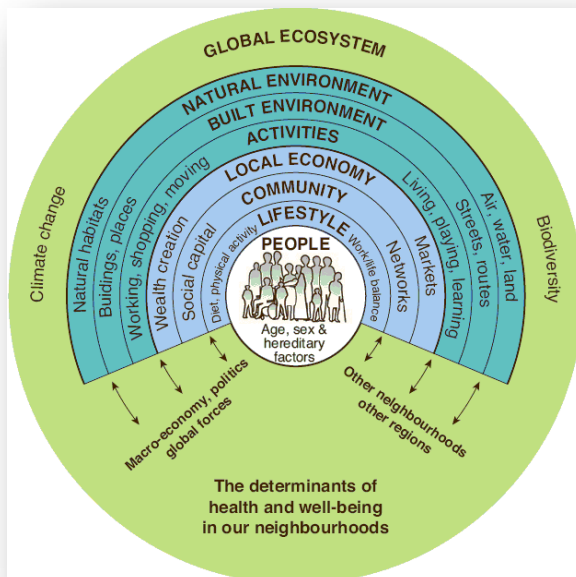 GLOBAL ECOSYSTEM
NATURAL ENVIRONMENT
BUILT ENVIRONMENT
ACTIVITIES
LOCAL ECONOMY
COMMUNITY
LIFESTYLE
PEOPLE
Age, sex &
hereditary
factors
Climate change
Natural habitats
Buidings, places
Working, shopping, moving
Wealth creation
Social capital
Diet, physical activity
Work/life balance
Networks
Markets
Living, playing, learning
Streets, routes
Air, water, land
Biodiversity
Macro-economy, politics
global forces
Other neighbourhoods
other regions
The determinants of
health and well-being
in our neighbourhoods